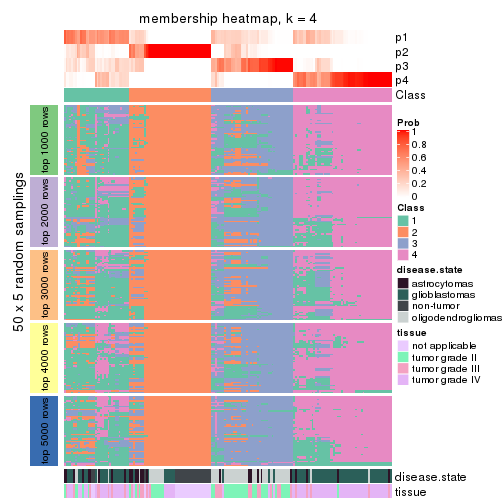 membership heatmap, k = 4
p1
p2
p3
p4
Class
50 x 5 random samplings
top 1000 rows
top 2000 rows
top 3000 rows
top 4000 rows
top 5000 rows
Prob
1
0.8
0.6
0.4
0.2
0
Class
1
2
3
4
disease.state
astrocytomas
glioblastomas
non-tumor
oligodendrogliomas
tissue
not applicable
tumor grade II
tumor grade III
tumor grade IV
disease.state
tissue